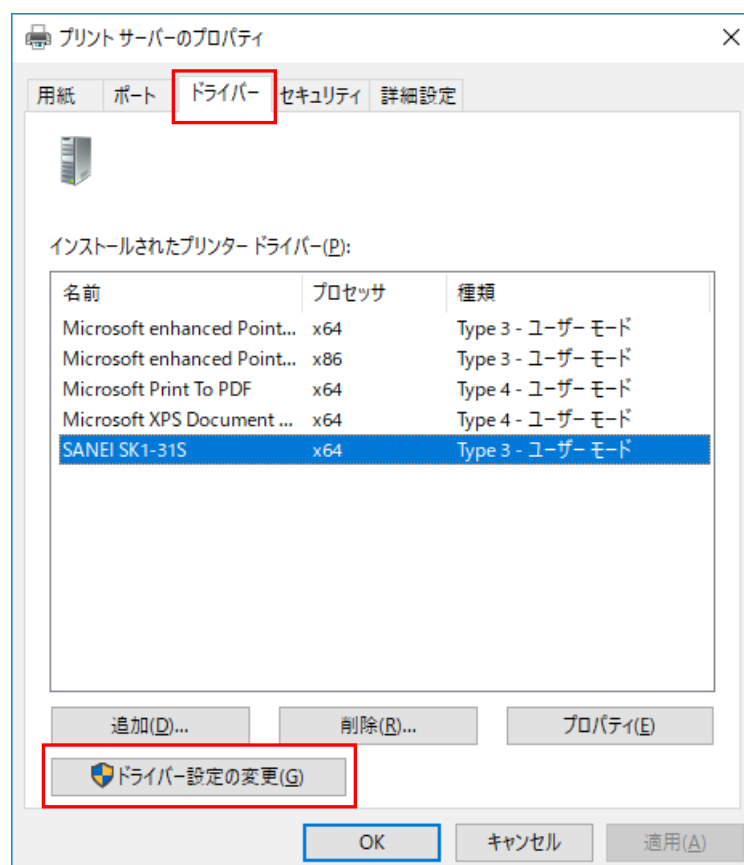 プリント サーバーのプロパティ
用紙 ポート ドライバー セキュリティ 詳細設定
インストールされたプリンター ドライバー(P):
名前 プロセッサ 種類
Microsoft enhanced Point... x64 Type 3 - ユーザー モード
Microsoft enhanced Point... x86 Type 3 - ユーザー モード
Microsoft Print To PDF x64 Type 4 - ユーザー モード
Microsoft XPS Document ... x64 Type 4 - ユーザー モード
SANEI SK1-31S x64 Type 3 - ユーザー モード
追加(D)... 削除(R)... プロパティ(E)
ドライバー設定の変更(G)
OK キャンセル 適用(A)